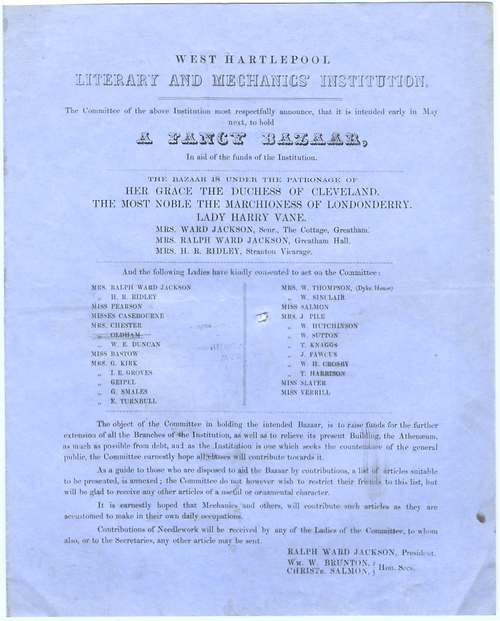 WEST HARTLEPOOL
LITERARY AND MECHANICS' INSTITUTION.
The Committee of the above Institution most respectfully announce, that it is intended early in May
next, to hold
A FANCY BAZAAR,
In aid of the funds of the Institution.
THE BAZAAR IS UNDER THE PATRONAGE OF
HER GRACE THE DUCHESS OF CLEVELAND.
THE MOST NOBLE THE MARCHIONESS OF LONDONDERRY.
LADY HARRY VANE.
MRS. WARD JACKSON, Senr., The Cottage, Greatham.
MRS. RALPH WARD JACKSON, Greatham Hall.
MRS. H. R. RIDLEY, Stranton Vicarage.
And the following Ladies have kindly consented to act on the Committee:
MRS. RALPH WARD JACKSON
„ H. R. RIDLEY
MISS PEARSON
MISSES CASEBOURNE
MRS. CHESTER
„ OLDHAM
„ W. E. DUNCAN
MISS BASTOW
MRS. G. KIRK
„ J. E. GROVES
„ GEIPEL
„ G. SMALES
„ E. TURNBULL
MRS. W. THOMPSON, (Dyke House)
„ W. SINCLAIR
MISS SALMON
MRS. J. PILE
„ W. HUTCHINSON
„ W. SUTTON
„ T. KNAGGS
„ J. FAWCUS
„ W. H. CROSBY
„ T. HARRISON
MISS SLATER
MISS VERRILL
The object of the Committee in holding the intended Bazaar, is to raise funds for the further
extension of all the Branches of the Institution, as well as to relieve its present Building, the Athenæum,
as much as possible from debt, and as the Institution is one which seeks the countenance of the general
public, the Committee earnestly hope all classes will contribute towards it.
As a guide to those who are disposed to aid the Bazaar by contributions, a list of articles suitable
to be presented, is annexed; the Committee do not however wish to restrict their friends to this list, but
will be glad to receive any other articles of a useful or ornamental character.
It is earnestly hoped that Mechanics and others, will contribute such articles as they are
accustomed to make in their own daily occupations.
Contributions of Needlework will be received by any of the Ladies of the Committee, to whom
also, or to the Secretaries, any other article may be sent.
RALPH WARD JACKSON, President.
WM. W. BRUNTON, } Hon. Secs.
CHRISTR. SALMON, }